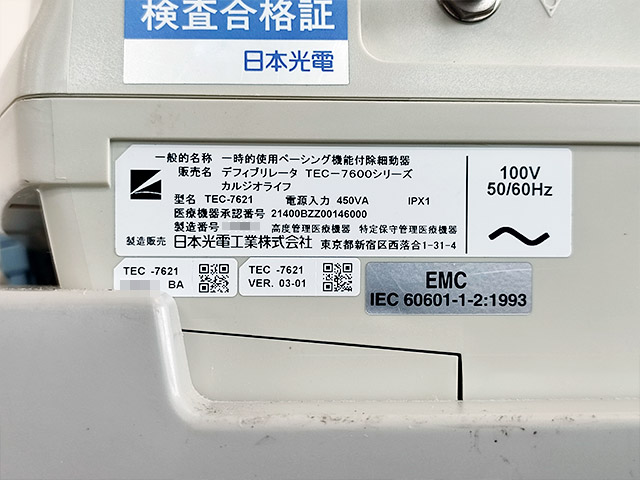 検査合格証
日本光電
一般的名称 一時的使用ペーシング機能付除細動器
販売名 デフィブリレータ TEC-7600シリーズ
カルジオライフ
型名 TEC-7621 電源入力 450VA IPX1
医療機器承認番号 21400BZZ00146000
製造番号 高度管理医療機器 特定保守管理医療機器
製造販売 日本光電工業株式会社 東京都新宿区西落合1-31-4
100V
50/60Hz
TEC -7621
BA
TEC -7621
VER. 03-01
EMC
IEC 60601-1-2:1993